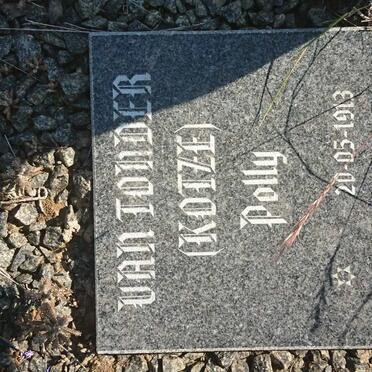 VAN TONDER
(KOTZE)
Polly
☆ 20-05-1913